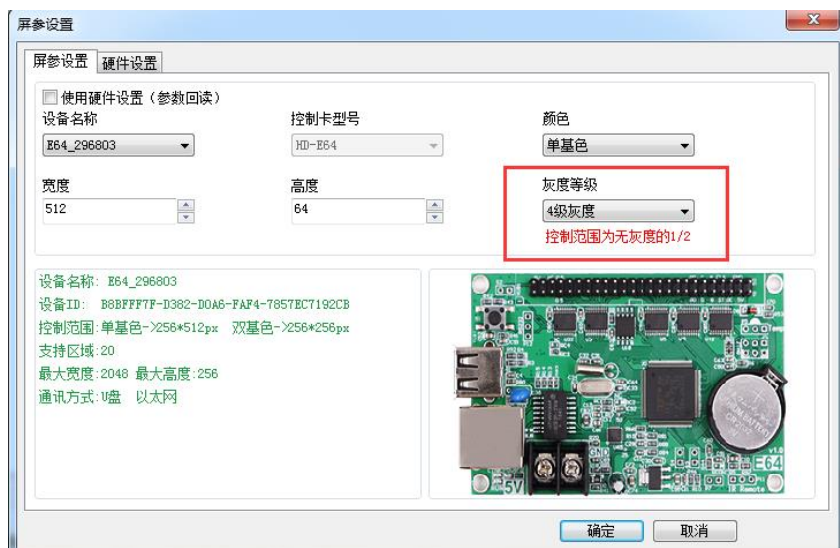 屏参设置
屏参设置 硬件设置
使用硬件设置(参数回读)
设备名称 控制卡型号 颜色
E64_296803 HD-E64 单基色
宽度 高度 灰度等级
512 64 4级灰度
控制范围为无灰度的1/2
设备名称: E64_296803
设备ID: B8BFFF7F-D382-D0A6-FAF4-7857EC7192CB
控制范围:单基色->256*512px 双基色->256*256px
支持区域:20
最大宽度:2048 最大高度:256
通讯方式:U盘 以太网
GND
v1.0
E64
5V
IR Remote
确定 取消